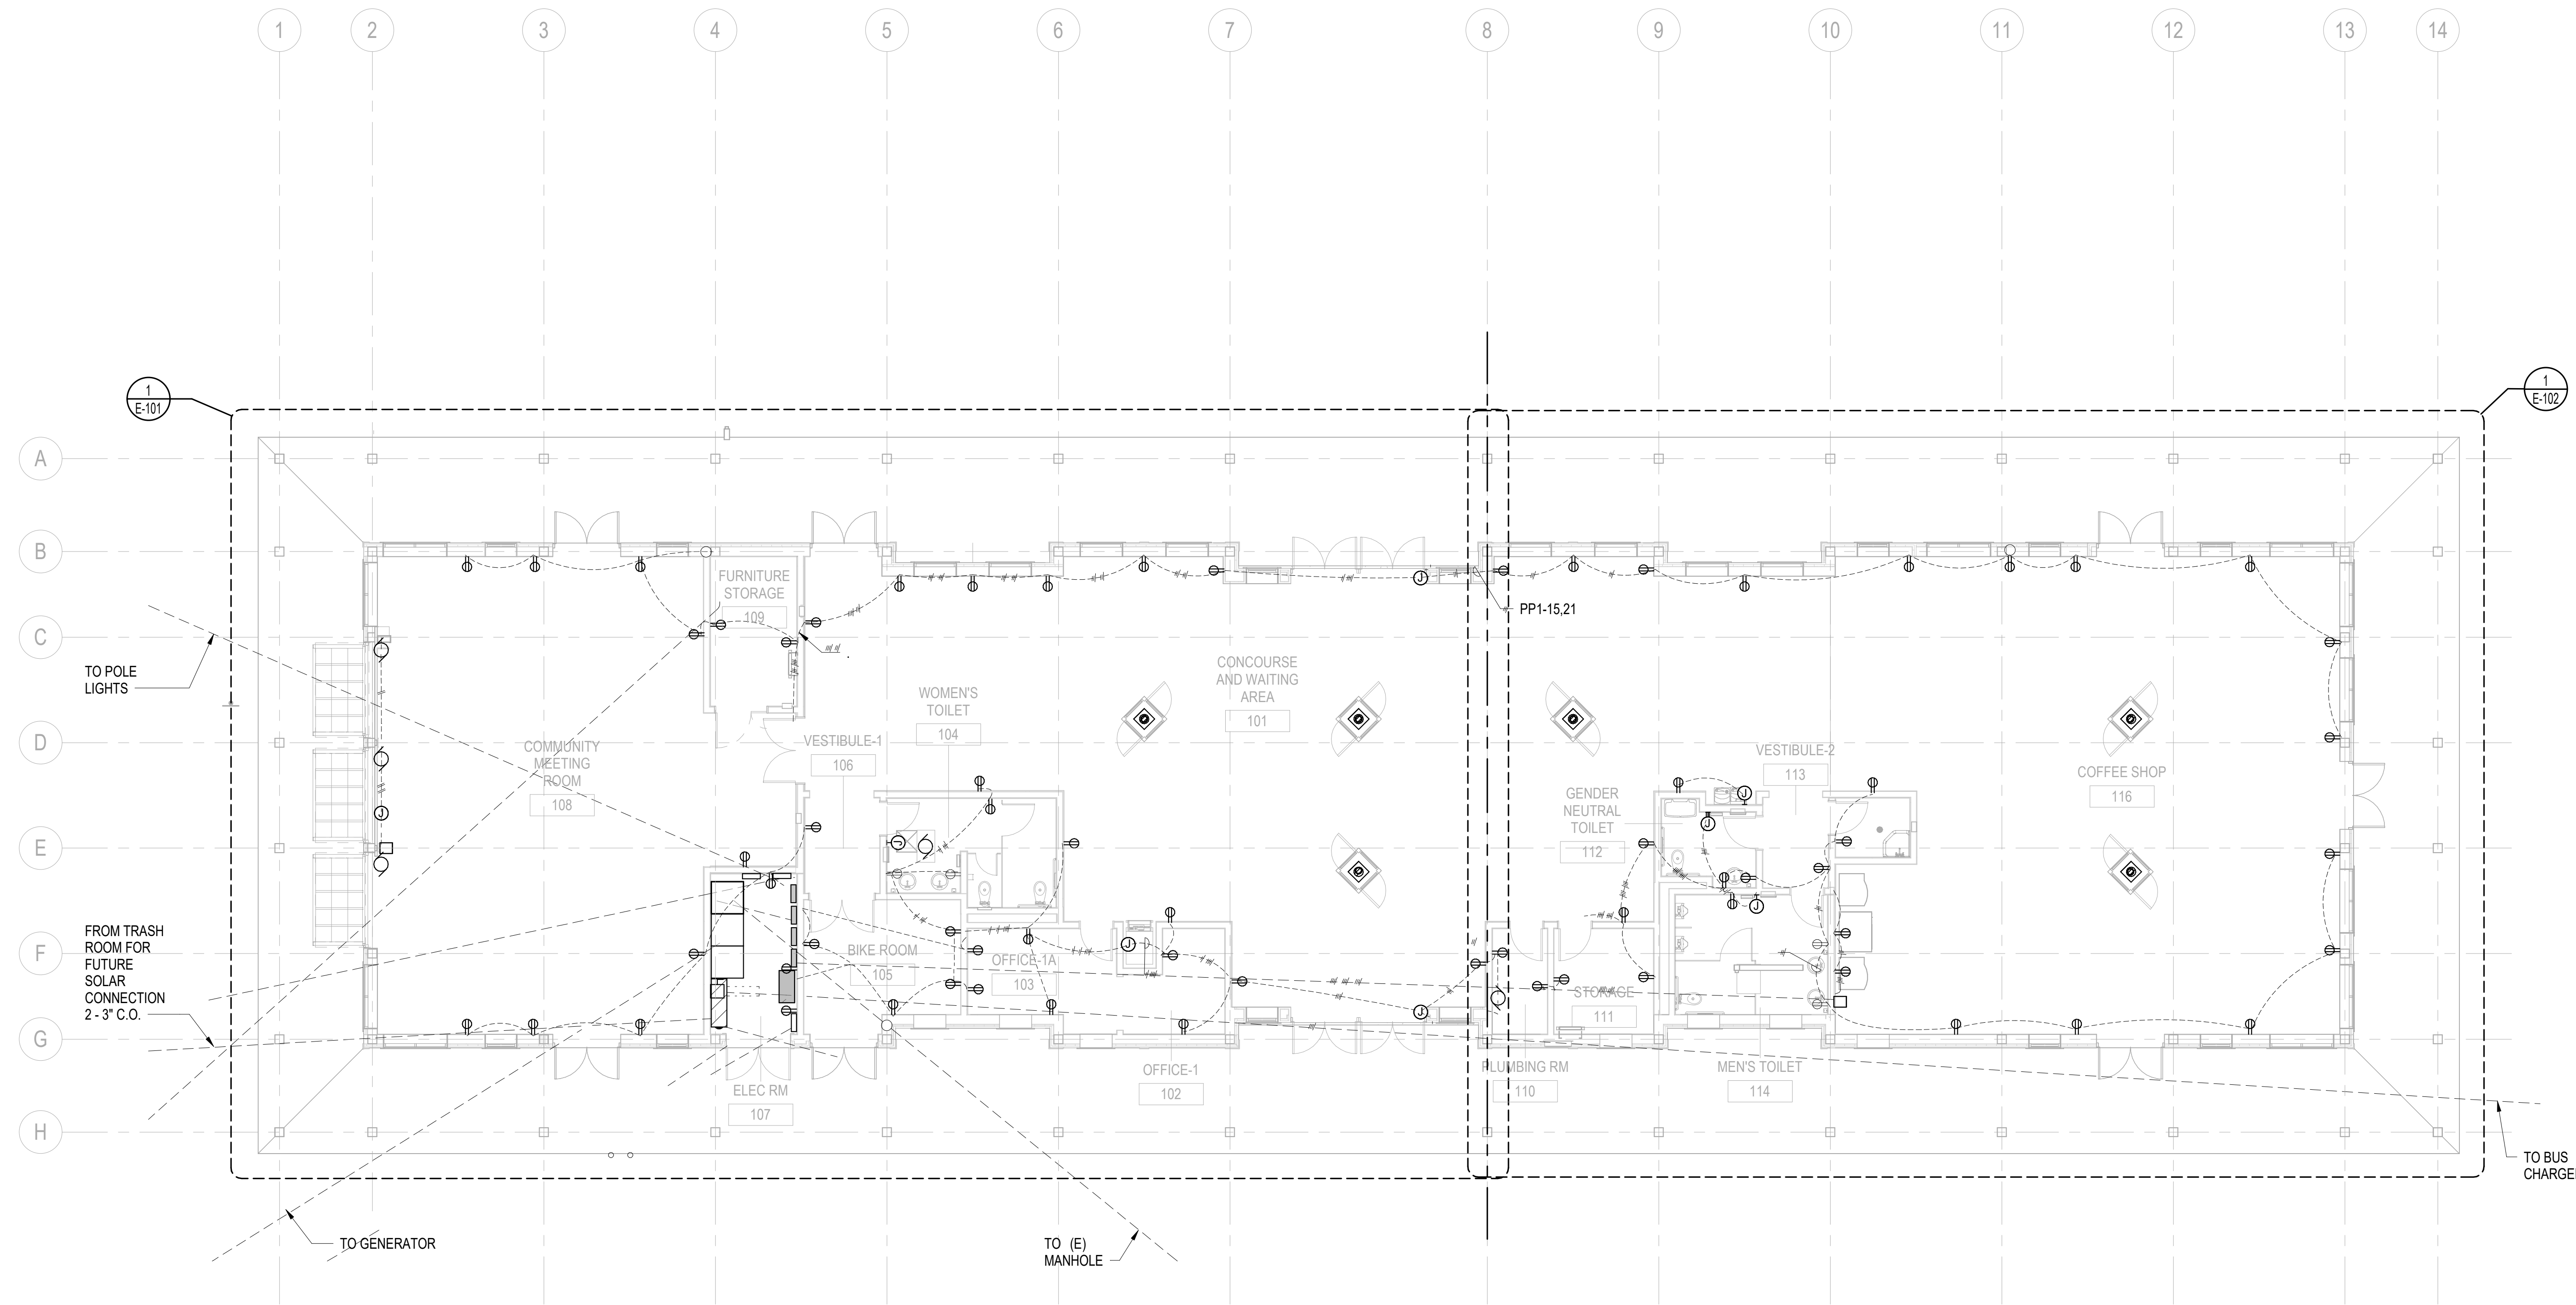 1
2
3
4
5
6
7
8
9
10
11
12
13
14
1
E-101
1
E-102
A
B
C
D
E
F
G
H
FURNITURE
STORAGE
109
PP1-15,21
TO POLE
LIGHTS
CONCOURSE
AND WAITING
AREA
101
WOMEN'S
TOILET
104
VESTIBULE-1
106
COMMUNITY
MEETING
ROOM
108
VESTIBULE-2
113
COFFEE SHOP
116
GENDER
NEUTRAL
TOILET
112
J
J
J
J
J
J
J
J
J
FROM TRASH
ROOM FOR
FUTURE
SOLAR
CONNECTION
2 - 3" C.O.
BIKE ROOM
105
OFFICE-1A
103
STORAGE
111
ELEC RM
107
OFFICE-1
102
PLUMBING RM
110
MEN'S TOILET
114
TO GENERATOR
TO (E)
MANHOLE
TO BUS